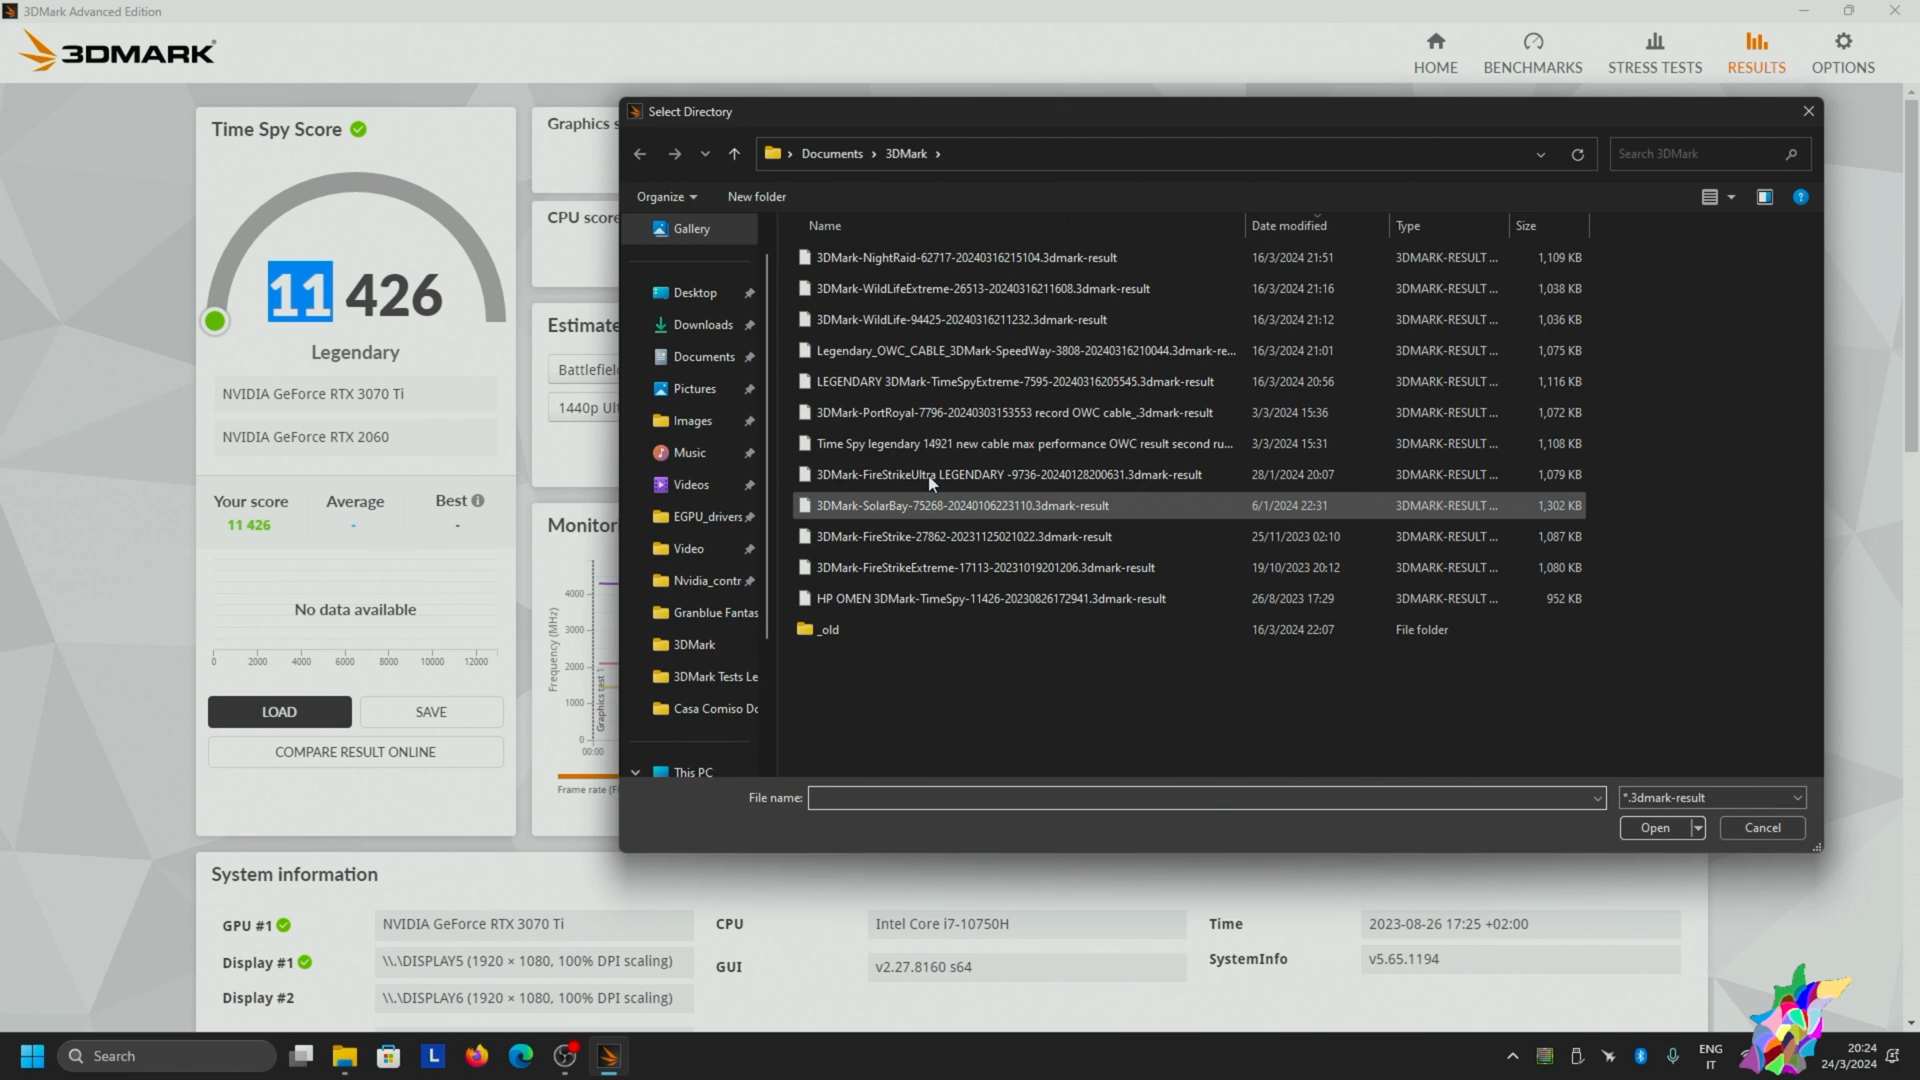 3DMark Advanced Edition
3DMARK
HOME
BENCHMARKS
STRESS TESTS
RESULTS
OPTIONS
Time Spy Score
11 426
Legendary
NVIDIA GeForce RTX 3070 Ti
NVIDIA GeForce RTX 2060
Your score
Average
Best
11 426
-
-
No data available
0 2000 4000 6000 8000 10000 12000
LOAD
SAVE
COMPARE RESULT ONLINE
Graphics s
CPU score
Estimate
Battlefiel
1440p Ul
Monitor
Frequency (MHz)
4000
3000
2000
1000
0
Graphics test 1
00:00
Frame rate (F
Select Directory
Documents
3DMark
Search 3DMark
Organize
New folder
Gallery
Desktop
Downloads
Documents
Pictures
Images
Music
Videos
EGPU_drivers
Video
Nvidia_contr
Granblue Fantas
3DMark
3DMark Tests Le
Casa Comiso Do
This PC
Name Date modified Type Size
3DMark-NightRaid-62717-20240316215104.3dmark-result 16/3/2024 21:51 3DMARK-RESULT ... 1,109 KB
3DMark-WildLifeExtreme-26513-20240316211608.3dmark-result 16/3/2024 21:16 3DMARK-RESULT ... 1,038 KB
3DMark-WildLife-94425-20240316211232.3dmark-result 16/3/2024 21:12 3DMARK-RESULT ... 1,036 KB
Legendary_OWC_CABLE_3DMark-SpeedWay-3808-20240316210044.3dmark-re... 16/3/2024 21:01 3DMARK-RESULT ... 1,075 KB
LEGENDARY 3DMark-TimeSpyExtreme-7595-20240316205545.3dmark-result 16/3/2024 20:56 3DMARK-RESULT ... 1,116 KB
3DMark-PortRoyal-7796-20240303153553 record OWC cable_.3dmark-result 3/3/2024 15:36 3DMARK-RESULT ... 1,072 KB
Time Spy legendary 14921 new cable max performance OWC result second ru... 3/3/2024 15:31 3DMARK-RESULT ... 1,108 KB
3DMark-FireStrikeUltra LEGENDARY -9736-20240128200631.3dmark-result 28/1/2024 20:07 3DMARK-RESULT ... 1,079 KB
3DMark-SolarBay-75268-20240106223110.3dmark-result 6/1/2024 22:31 3DMARK-RESULT ... 1,302 KB
3DMark-FireStrike-27862-20231125021022.3dmark-result 25/11/2023 02:10 3DMARK-RESULT ... 1,087 KB
3DMark-FireStrikeExtreme-17113-20231019201206.3dmark-result 19/10/2023 20:12 3DMARK-RESULT ... 1,080 KB
HP OMEN 3DMark-TimeSpy-11426-20230826172941.3dmark-result 26/8/2023 17:29 3DMARK-RESULT ... 952 KB
_old 16/3/2024 22:07 File folder
File name:
*.3dmark-result
Open
Cancel
System information
GPU #1 NVIDIA GeForce RTX 3070 Ti
Display #1 \\.\DISPLAY5 (1920 × 1080, 100% DPI scaling)
Display #2 \\.\DISPLAY6 (1920 × 1080, 100% DPI scaling)
CPU Intel Core i7-10750H
GUI v2.27.8160 s64
Time 2023-08-26 17:25 +02:00
SystemInfo v5.65.1194
Search
L
ENG
IT
20:24
24/3/2024